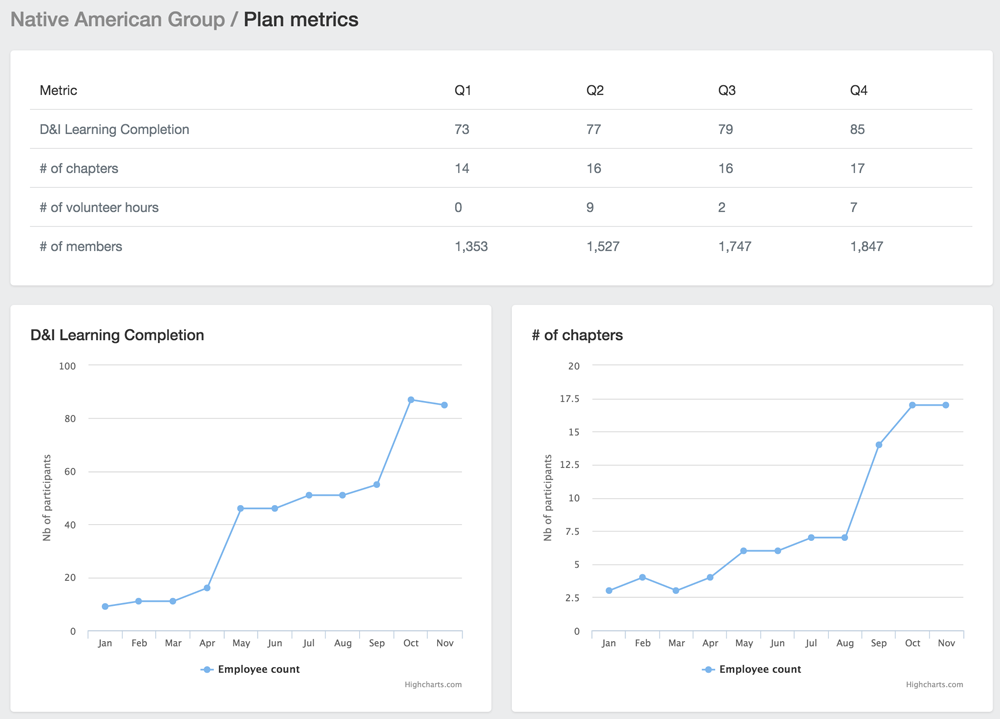 Native American Group / Plan metrics
Metric Q1 Q2 Q3 Q4
D&I Learning Completion 73 77 79 85
# of chapters 14 16 16 17
# of volunteer hours 0 9 2 7
# of members 1,353 1,527 1,747 1,847
D&I Learning Completion
100
80
60
40
20
0
Nb of participants
Jan Feb Mar Apr May Jun Jul Aug Sep Oct Nov
Employee count
Highcharts.com
# of chapters
20
17.5
15
12.5
10
7.5
5
2.5
0
Nb of participants
Jan Feb Mar Apr May Jun Jul Aug Sep Oct Nov
Employee count
Highcharts.com